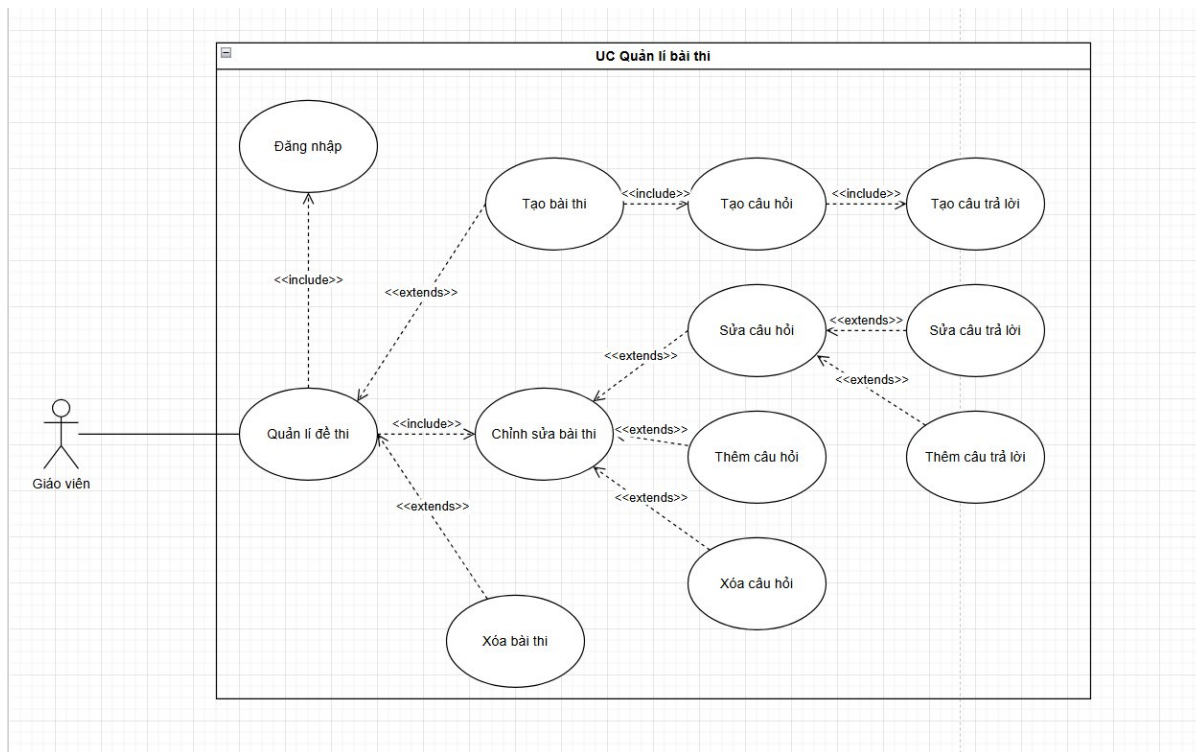 UC Quản lí bài thi
Đăng nhập
Tạo bài thi
<<include>>
Tạo câu hỏi
<<include>>
Tạo câu trả lời
<<include>>
<<extends>>
Sửa câu hỏi
<<extends>>
Sửa câu trả lời
<<extends>>
<<extends>>
Quản lí đề thi
<<include>>
Chỉnh sửa bài thi
<<extends>>
Thêm câu hỏi
Thêm câu trả lời
Giáo viên
<<extends>>
<<extends>>
Xóa câu hỏi
Xóa bài thi